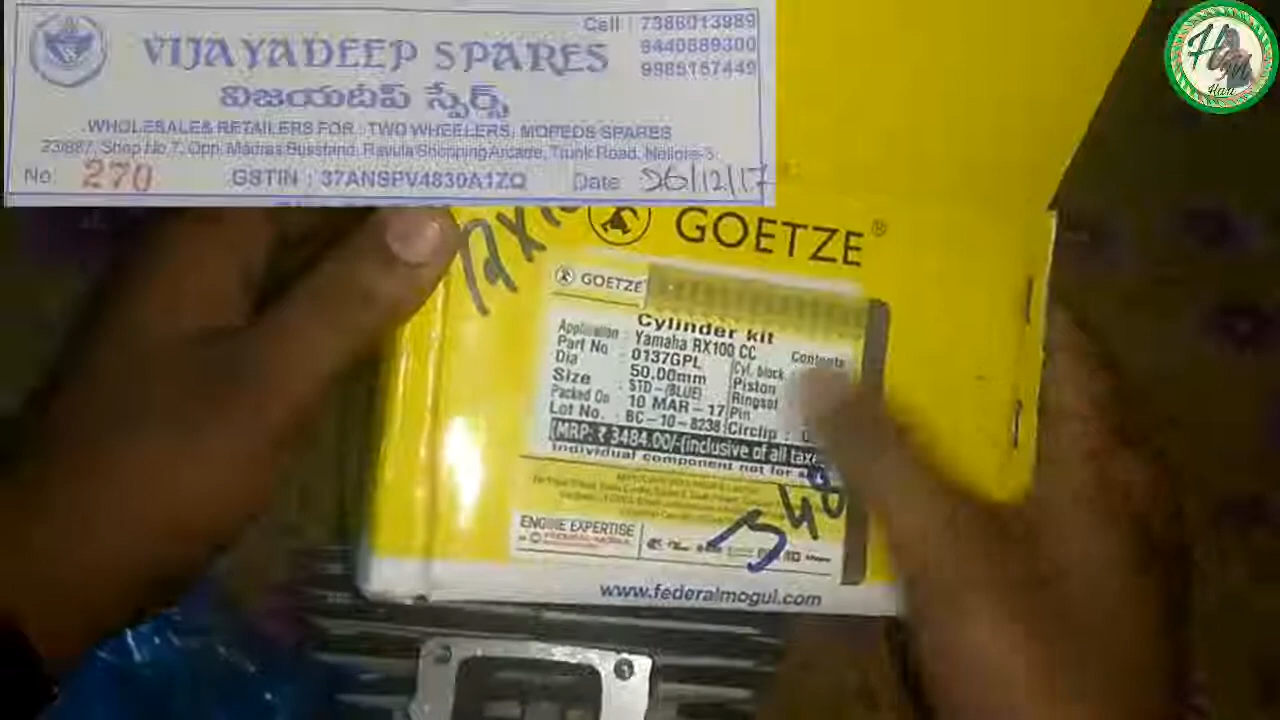 Cell : 7386013989
9440889300
9985167449
VIJAYADEEP SPARES
విజయదీప్ స్పేర్స్
WHOLESALE & RETAILERS FOR : TWO WHEELERS, MOPEDS SPARES
23/887, Shop No.7, Opp. Madras Busstand, Ravula Shopping Arcade, Trunk Road, Nellore-3.
No. 270 GSTIN : 37ANSPV4830A1ZQ Date 26/12/17
H M
Hari
GOETZE®
GOETZE
Cylinder kit
Application : Yamaha RX100 CC
Part No : 0137GPL
Dia : 50.00mm
Size : STD-(BLUE)
Packed On : 10 MAR-17
Lot No. : BC-10-8238
Contents
Cyl. block
Piston
Ringset
Pin
Circlip :
(MRP: ₹ 3484.00/-(inclusive of all
Individual component not for
348
ENGINE EXPERTISE
www.federalmogul.com